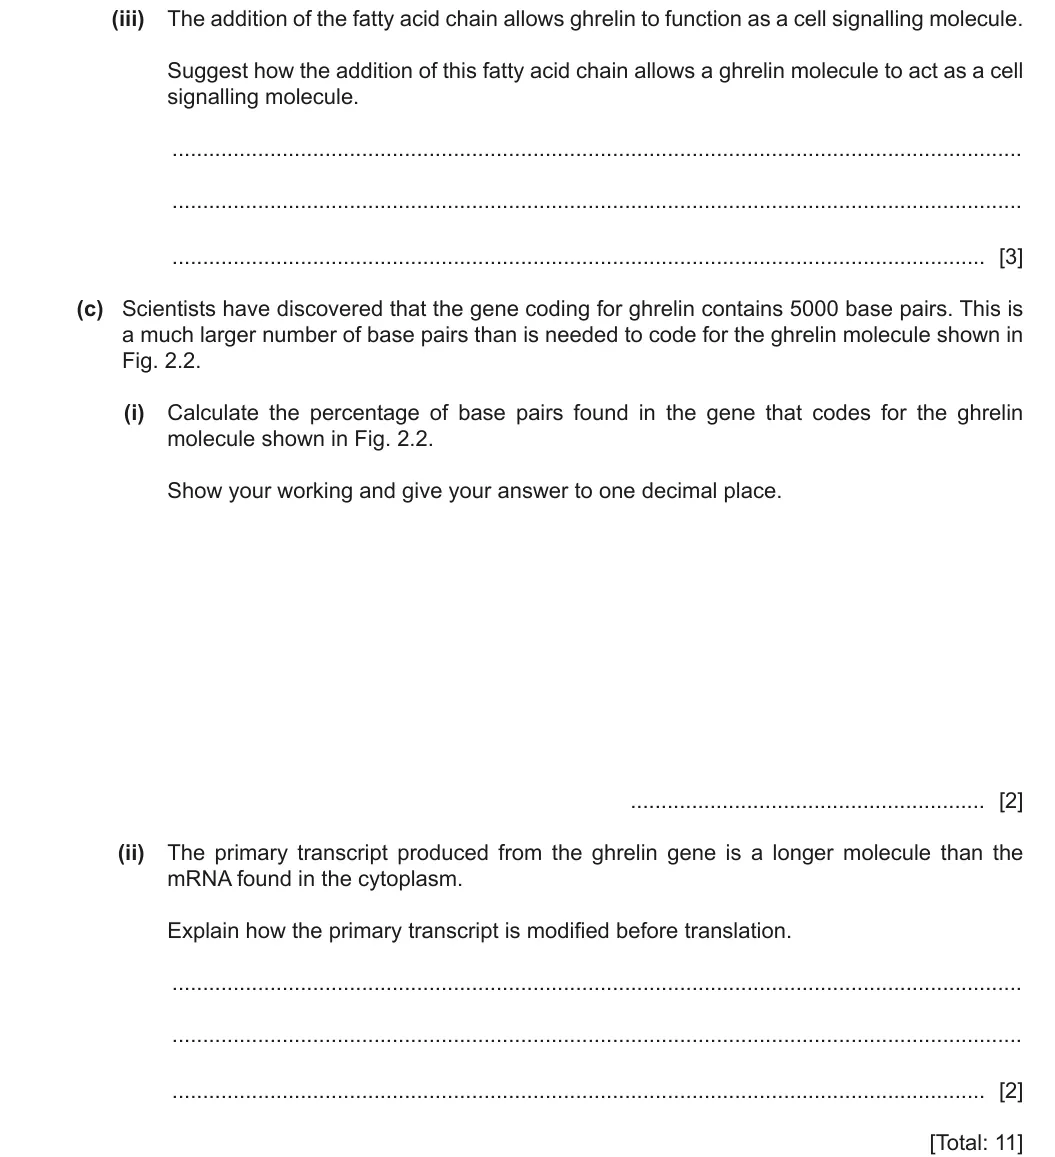 (iii) The addition of the fatty acid chain allows ghrelin to function as a cell signalling molecule.
Suggest how the addition of this fatty acid chain allows a ghrelin molecule to act as a cell
signalling molecule.
..........................................................................................................................................
..........................................................................................................................................
.................................................................................................................................... [3]
(c) Scientists have discovered that the gene coding for ghrelin contains 5000 base pairs. This is
a much larger number of base pairs than is needed to code for the ghrelin molecule shown in
Fig. 2.2.
(i) Calculate the percentage of base pairs found in the gene that codes for the ghrelin
molecule shown in Fig. 2.2.
Show your working and give your answer to one decimal place.
.......................................................... [2]
(ii) The primary transcript produced from the ghrelin gene is a longer molecule than the
mRNA found in the cytoplasm.
Explain how the primary transcript is modified before translation.
..........................................................................................................................................
..........................................................................................................................................
.................................................................................................................................... [2]
[Total: 11]